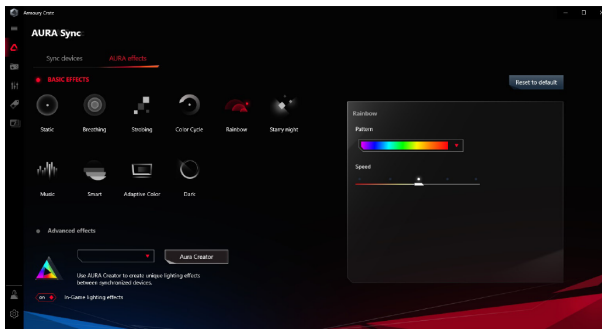 Armoury Crate
AURA Sync
Sync devices
AURA effects
BASIC EFFECTS
Reset to default
Static
Breathing
Strobing
Color Cycle
Rainbow
Starry night
Rainbow
Pattern
Speed
Music
Smart
Adaptive Color
Dark
Advanced effects
Aura Creator
Use AURA Creator to create unique lighting effects
between synchronized devices.
on
In-Game lighting effects